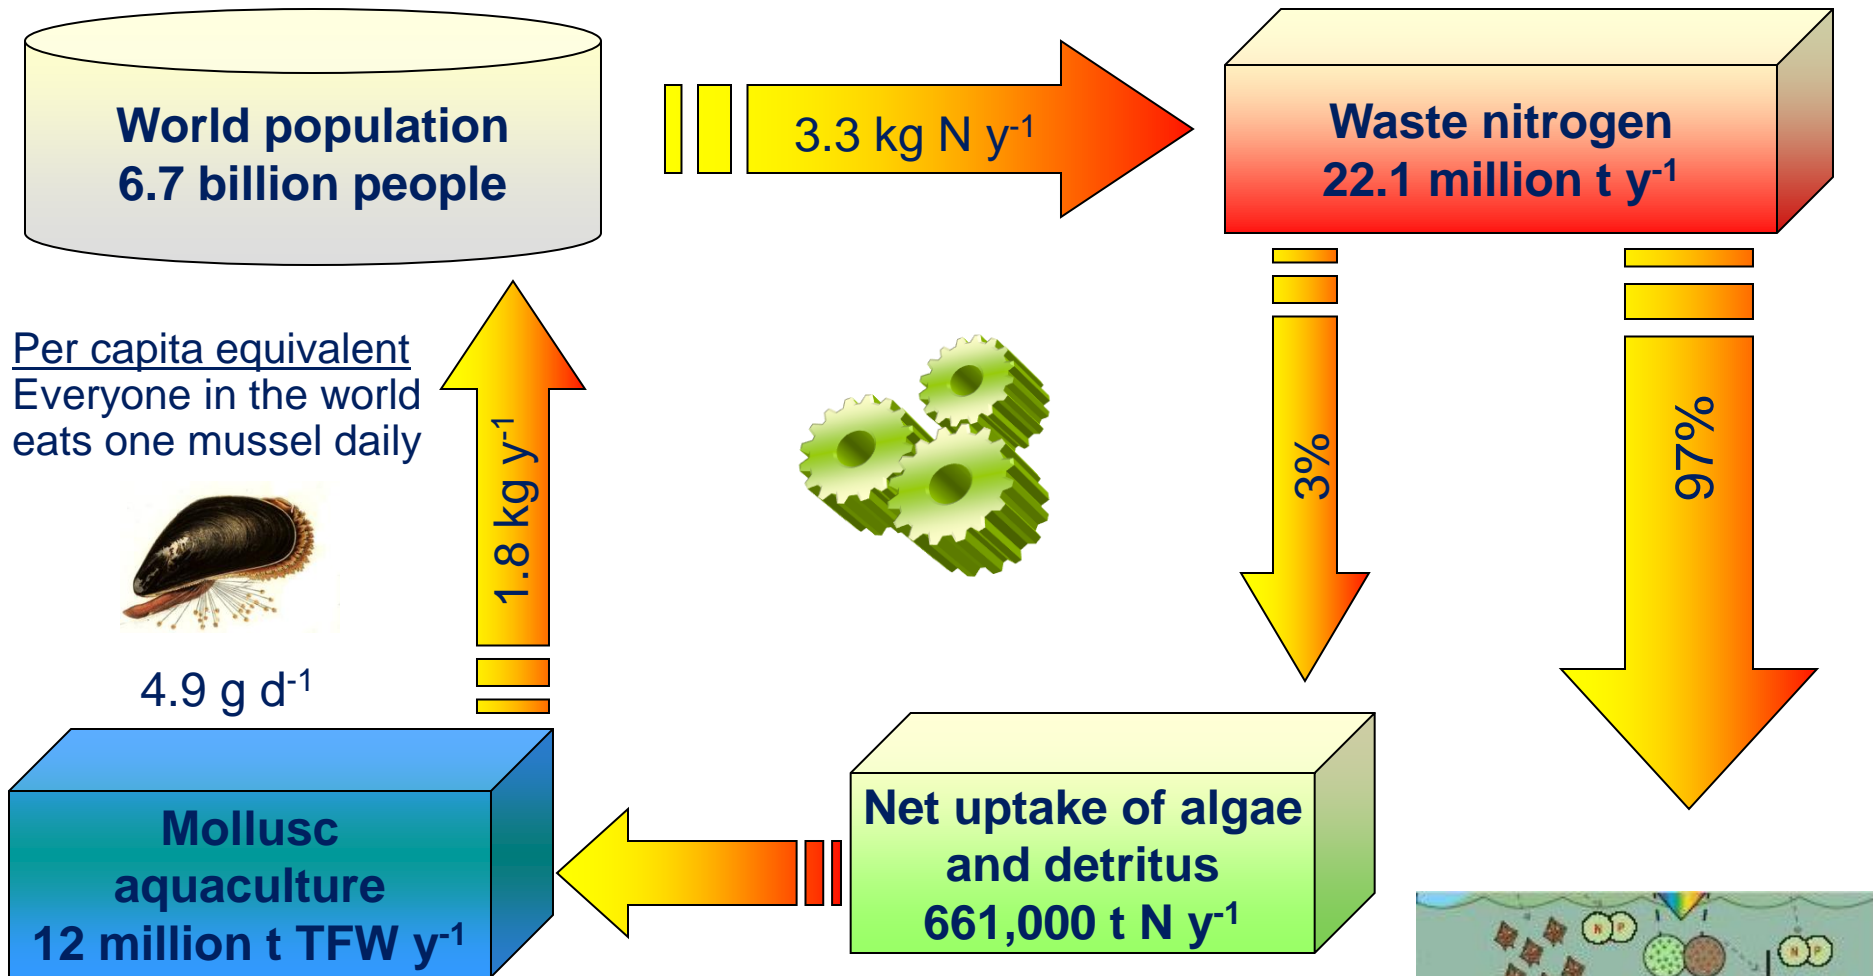 World population
6.7 billion people
3.3 kg N y⁻¹
Waste nitrogen
22.1 million t y⁻¹
Per capita equivalent
Everyone in the world
eats one mussel daily
4.9 g d⁻¹
1.8 kg y⁻¹
3%
97%
Mollusc
aquaculture
12 million t TFW y⁻¹
Net uptake of algae
and detritus
661,000 t N y⁻¹
N P
N P